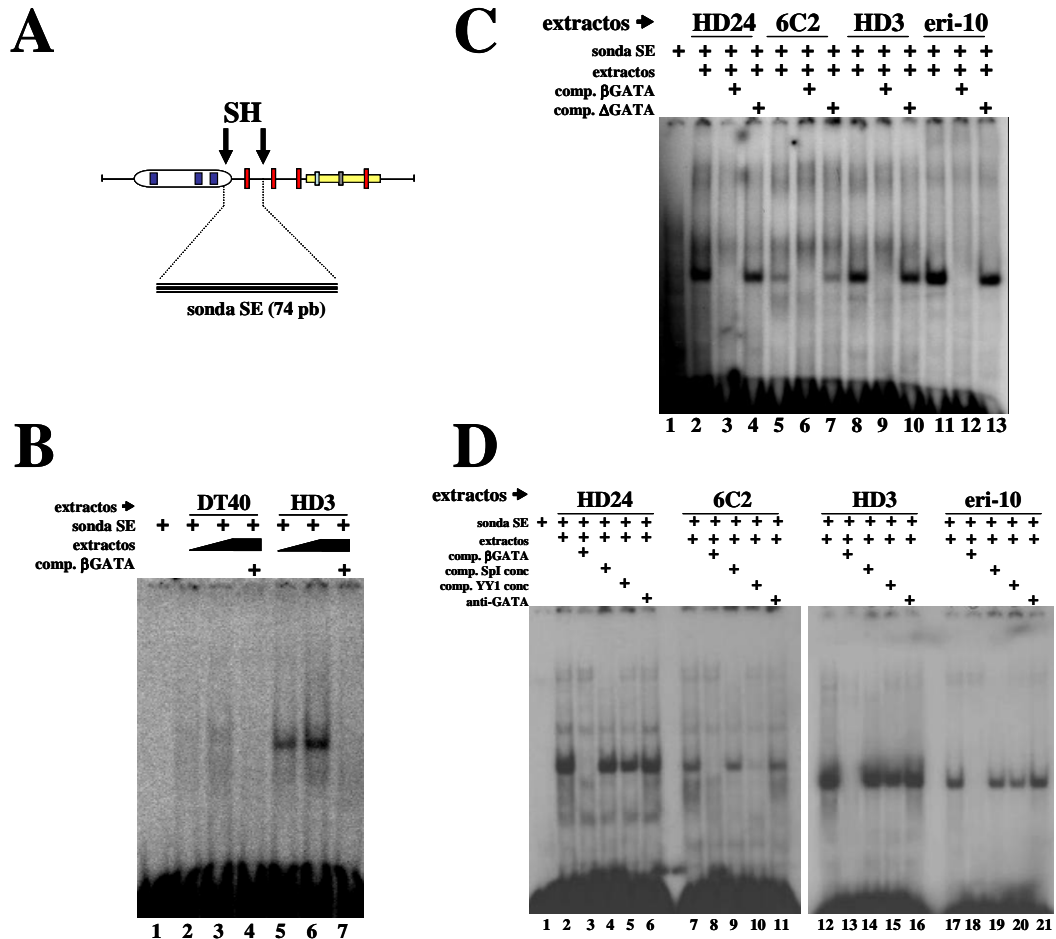 A
SH
sonda SE (74 pb)
B
extractos
DT40 HD3
sonda SE + + + + + + +
extractos
comp. βGATA + +
1 2 3 4 5 6 7
C
extractos HD24 6C2 HD3 eri-10
sonda SE + + + + + + + + + + + + +
extractos + + + + + + + + + + + +
comp. βGATA + + + +
comp. ΔGATA + + + +
1 2 3 4 5 6 7 8 9 10 11 12 13
D
extractos HD24 6C2 HD3 eri-10
sonda SE + + + + + + + + + + + + + + + + + + + + +
extractos + + + + + + + + + + + + + + + + + + + +
comp. βGATA + + + +
comp. SpI conc + + + +
comp. YY1 conc + + + +
anti-GATA + + + +
1 2 3 4 5 6 7 8 9 10 11 12 13 14 15 16 17 18 19 20 21